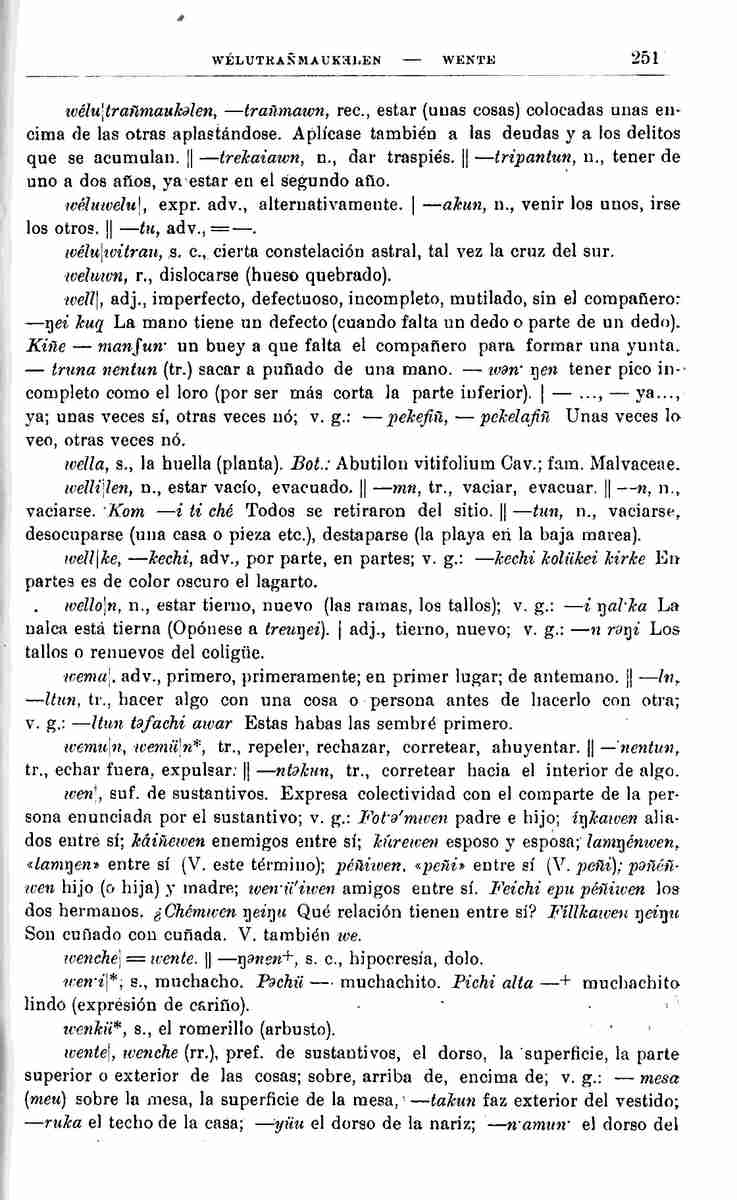 WÉLUTRAÑMAUKƎLEN — WENTE 251
wélu¦trañmaukəlen, —trañmawn, rec., estar (unas cosas) colocadas unas en-
cima de las otras aplastándose. Aplícase también a las deudas y a los delitos
que se acumulan. || —trekaiawn, n., dar traspiés. || —tripantun, n., tener de
uno a dos años, ya estar en el segundo año.
wéluwelu|, expr. adv., alternativamente. | —akun, n., venir los unos, irse
los otros. || —tu, adv., = —.
wélu|witrau, s. c., cierta constelación astral, tal vez la cruz del sur.
weluwn, r., dislocarse (hueso quebrado).
well|, adj., imperfecto, defectuoso, incompleto, mutilado, sin el compañero:
—ŋei kuq La mano tiene un defecto (cuando falta un dedo o parte de un dedo).
Kiñe — manʃun· un buey a que falta el compañero para formar una yunta.
— truna nentun (tr.) sacar a puñado de una mano. — wən· ŋen tener pico in-
completo como el loro (por ser más corta la parte inferior). | — ..., — ya...,
ya; unas veces sí, otras veces nó; v. g.: — pekefiñ, — pekelafiñ Unas veces lo
veo, otras veces nó.
wella, s., la huella (planta). Bot.: Abutilon vitifolium Cav.; fam. Malvaceae.
welli¦len, n., estar vacío, evacuado. || —mn, tr., vaciar, evacuar. || —n, n.,
vaciarse. Kom —i ti ché Todos se retiraron del sitio. || —tun, n., vaciarse,
desocuparse (una casa o pieza etc.), destaparse (la playa en la baja marea).
well|ke, —kechi, adv., por parte, en partes; v. g.: —kechi kolükei kirke En
partes es de color oscuro el lagarto.
wello¦n, n., estar tierno, nuevo (las ramas, los tallos); v. g.: —i ŋal·ka La
nalca está tierna (Opónese a treuŋei). | adj., tierno, nuevo; v. g.: —n rəŋi Los
tallos o renuevos del coligüe.
wema|, adv., primero, primeramente; en primer lugar; de antemano. || —ln,
—ltun, tr., hacer algo con una cosa o persona antes de hacerlo con otra;
v. g.: —ltun təfachi awar Estas habas las sembré primero.
wemu|n, wemü|n*, tr., repeler, rechazar, corretear, ahuyentar. || —nentun,
tr., echar fuera, expulsar. || —ntəkun, tr., corretear hacia el interior de algo.
wen|, suf. de sustantivos. Expresa colectividad con el comparte de la per-
sona enunciada por el sustantivo; v. g.: Fot·ə'mwen padre e hijo; íŋkawen alia-
dos entre sí; káiñewen enemigos entre sí; kúrewen esposo y esposa; lamŋénwen,
«lamŋen» entre sí (V. este término); péñiwen, «peñi» entre sí (V. peñi); pəñéñ-
wen hijo (o hija) y madre; wen·ü'iwen amigos entre sí. Feichi epu péñiwen los
dos hermanos. ¿Chémwen ŋeiŋu Qué relación tienen entre sí? Fíllkawen ŋeiŋu
Son cuñado con cuñada. V. también we.
wenche| = wente. || —ŋənen+, s. c., hipocresía, dolo.
wen·i|*, s., muchacho. Pəchü — muchachito. Pichi alta —+ muchachito
lindo (expresión de cariño).
wenkü*, s., el romerillo (arbusto).
wente|, wenche (rr.), pref. de sustantivos, el dorso, la superficie, la parte
superior o exterior de las cosas; sobre, arriba de, encima de; v. g.: — mesa
(meu) sobre la mesa, la superficie de la mesa, —takun faz exterior del vestido;
—ruka el techo de la casa; —yüu el dorso de la nariz; —n·amun· el dorso del